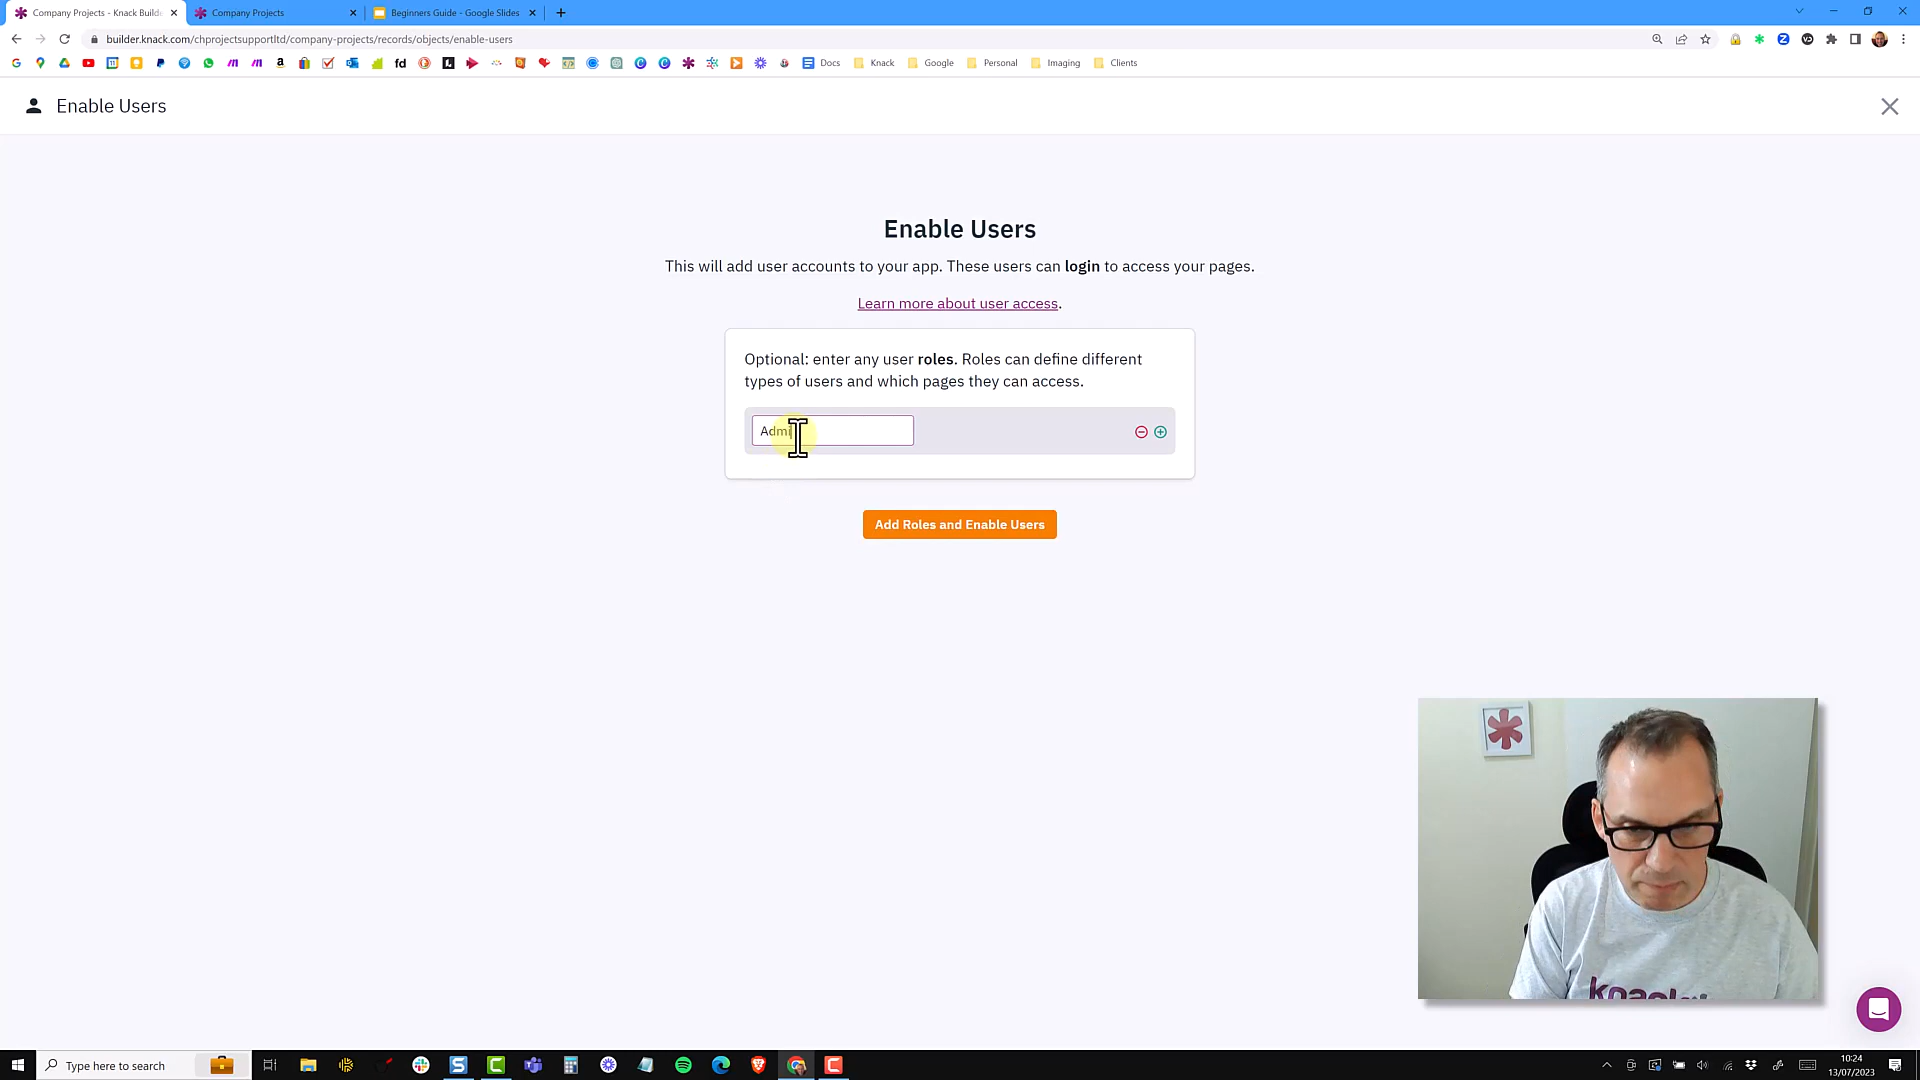 Company Projects - Knack Builde
Company Projects
Beginners Guide - Google Slides
builder.knack.com/chprojectsupportltd/company-projects/records/objects/enable-users
fd
Docs
Knack
Google
Personal
Imaging
Clients
Enable Users
Enable Users
This will add user accounts to your app. These users can login to access your pages.
Learn more about user access.
Optional: enter any user roles. Roles can define different
types of users and which pages they can access.
Admi
Add Roles and Enable Users
Type here to search
10:24
13/07/2023